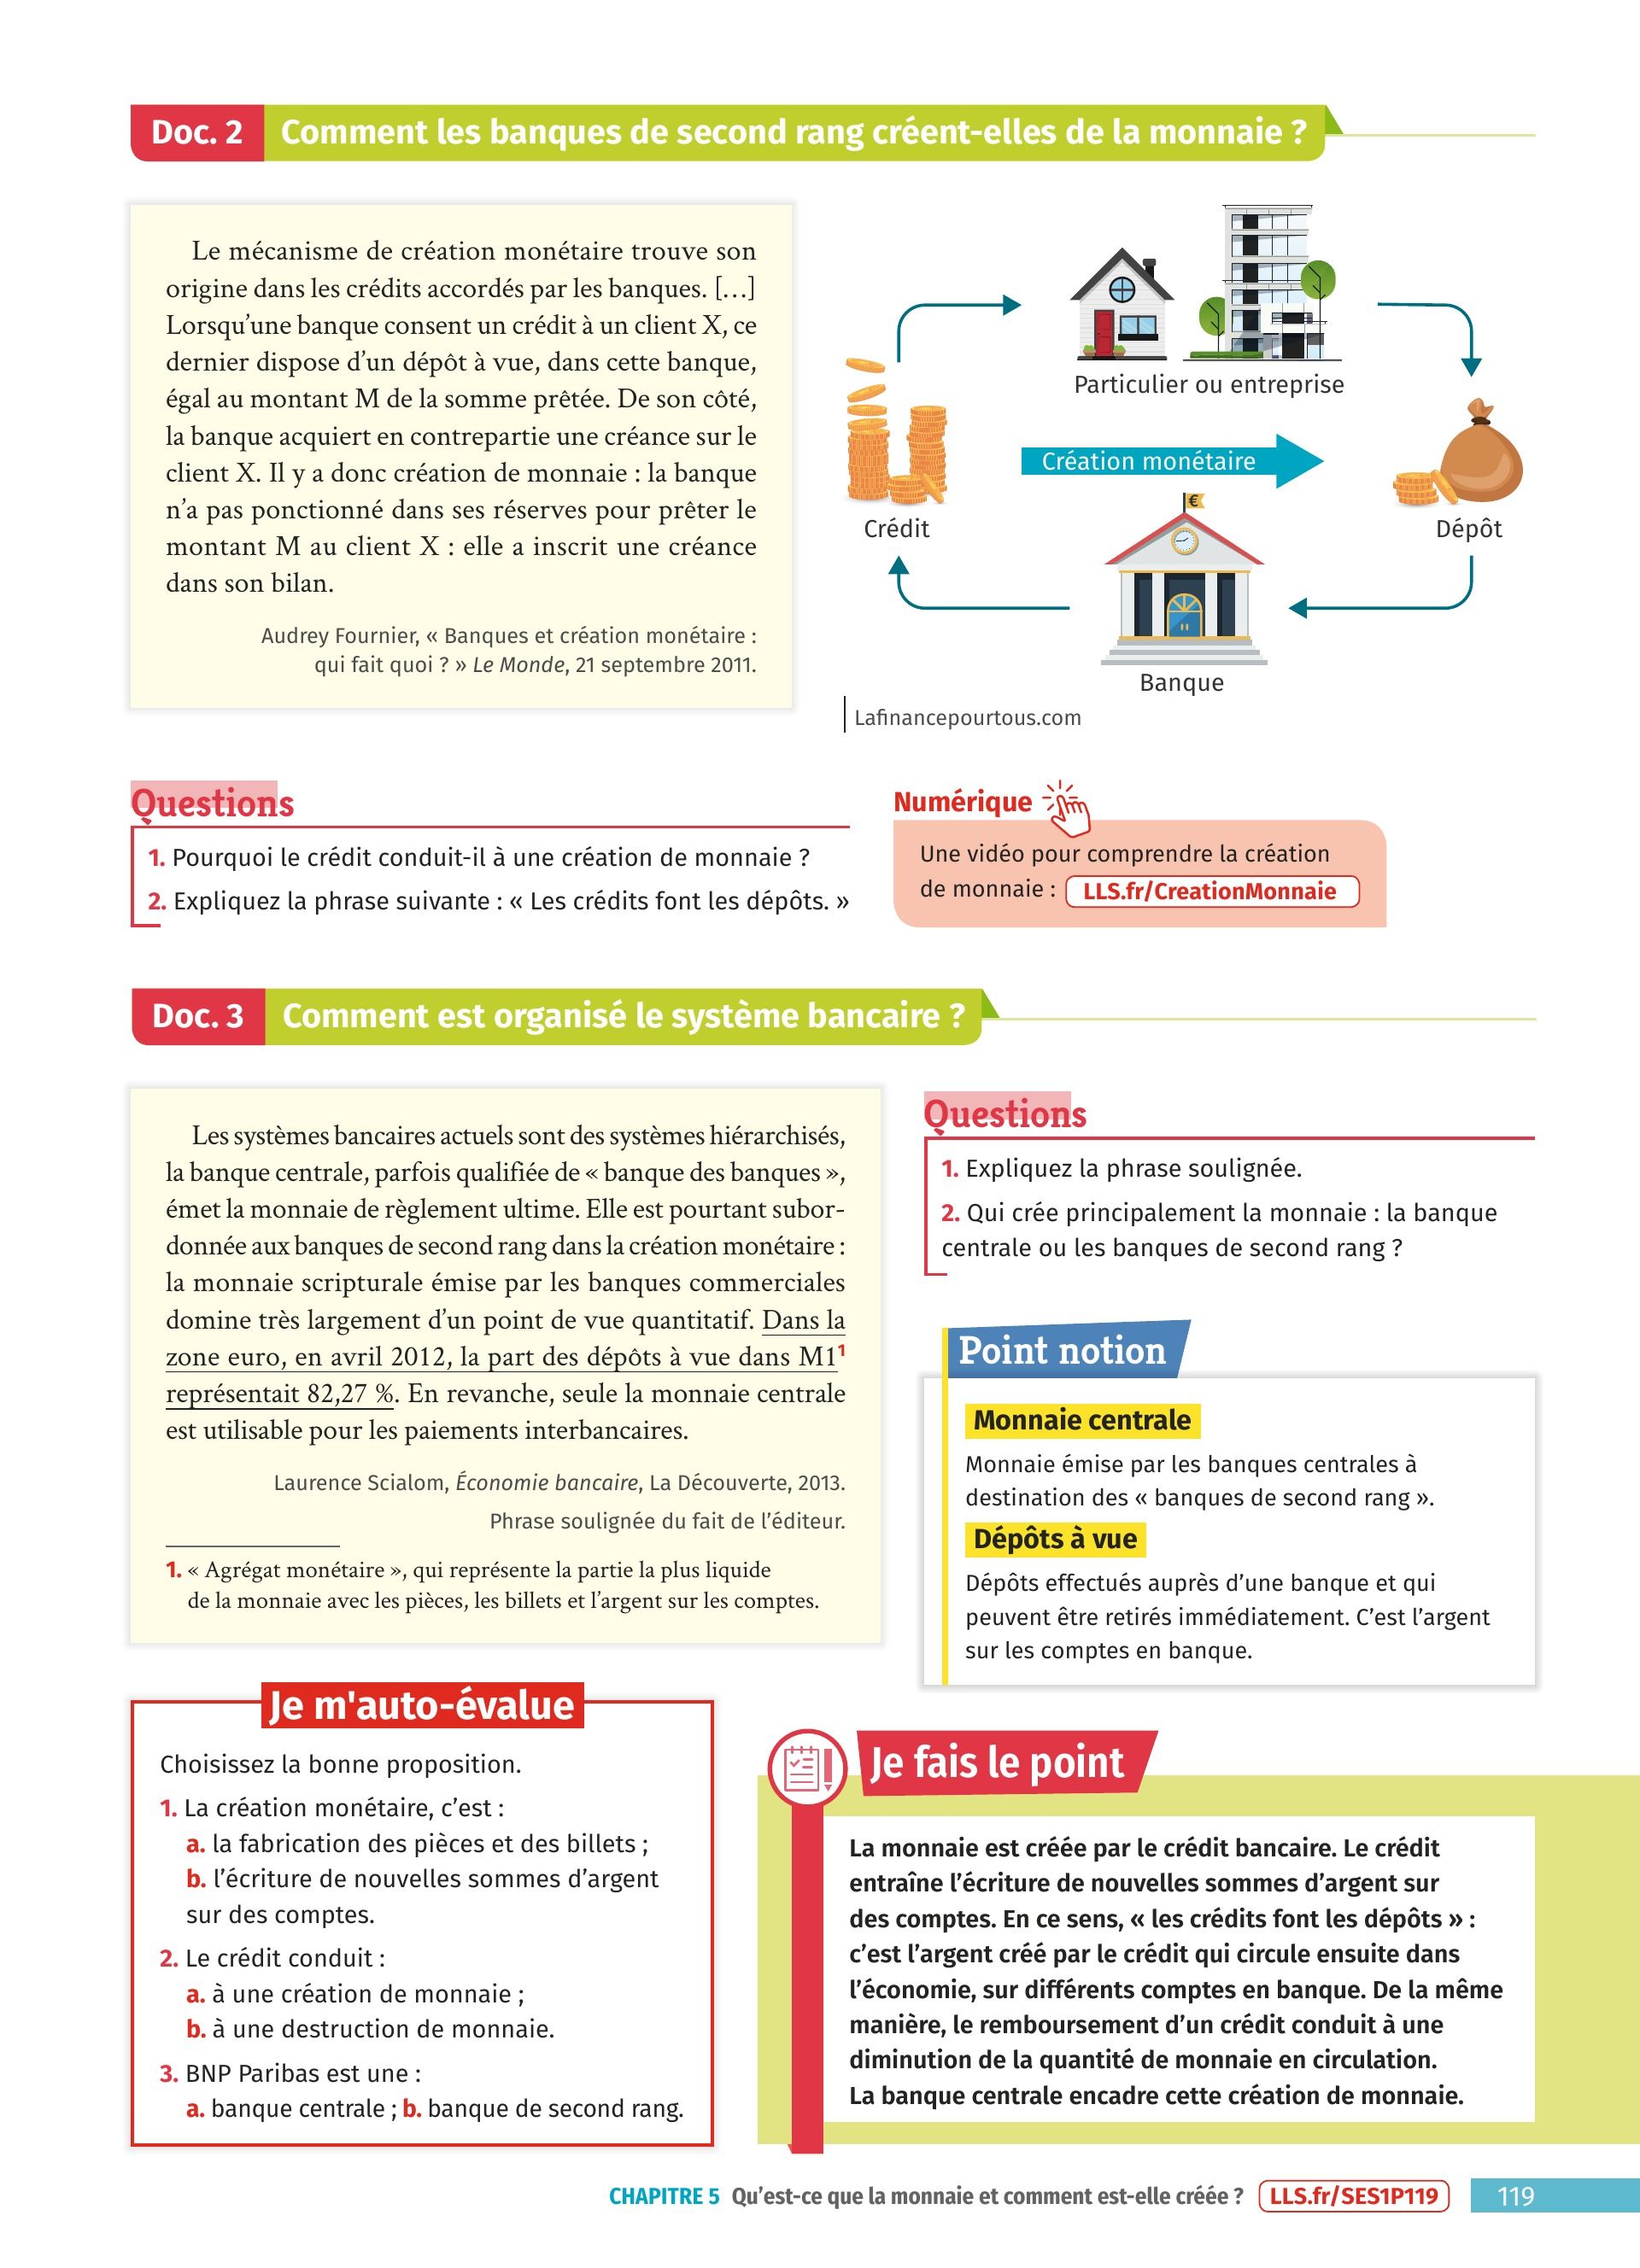 Doc. 2
Comment les banques de second rang créent-elles de la monnaie ?
Le mécanisme de création monétaire trouve son
origine dans les crédits accordés par les banques. […]
Lorsqu’une banque consent un crédit à un client X, ce
dernier dispose d’un dépôt à vue, dans cette banque,
égal au montant M de la somme prêtée. De son côté,
la banque acquiert en contrepartie une créance sur le
client X. Il y a donc création de monnaie : la banque
n’a pas ponctionné dans ses réserves pour prêter le
montant M au client X : elle a inscrit une créance
dans son bilan.
Audrey Fournier, « Banques et création monétaire :
qui fait quoi ? » Le Monde, 21 septembre 2011.
Particulier ou entreprise
Création monétaire
Crédit
Dépôt
€
Banque
Lafinancepourtous.com
Questions
1. Pourquoi le crédit conduit-il à une création de monnaie ?
2. Expliquez la phrase suivante : « Les crédits font les dépôts. »
Numérique
Une vidéo pour comprendre la création
de monnaie : LLS.fr/CreationMonnaie
Doc. 3
Comment est organisé le système bancaire ?
Les systèmes bancaires actuels sont des systèmes hiérarchisés,
la banque centrale, parfois qualifiée de « banque des banques »,
émet la monnaie de règlement ultime. Elle est pourtant subor-
donnée aux banques de second rang dans la création monétaire :
la monnaie scripturale émise par les banques commerciales
domine très largement d’un point de vue quantitatif. Dans la
zone euro, en avril 2012, la part des dépôts à vue dans M1¹
représentait 82,27 %. En revanche, seule la monnaie centrale
est utilisable pour les paiements interbancaires.
Laurence Scialom, Économie bancaire, La Découverte, 2013.
Phrase soulignée du fait de l’éditeur.
1. « Agrégat monétaire », qui représente la partie la plus liquide
de la monnaie avec les pièces, les billets et l’argent sur les comptes.
Questions
1. Expliquez la phrase soulignée.
2. Qui crée principalement la monnaie : la banque
centrale ou les banques de second rang ?
Point notion
Monnaie centrale
Monnaie émise par les banques centrales à
destination des « banques de second rang ».
Dépôts à vue
Dépôts effectués auprès d’une banque et qui
peuvent être retirés immédiatement. C’est l’argent
sur les comptes en banque.
Je m'auto-évalue
Choisissez la bonne proposition.
1. La création monétaire, c’est :
a. la fabrication des pièces et des billets ;
b. l’écriture de nouvelles sommes d’argent
sur des comptes.
2. Le crédit conduit :
a. à une création de monnaie ;
b. à une destruction de monnaie.
3. BNP Paribas est une :
a. banque centrale ; b. banque de second rang.
Je fais le point
La monnaie est créée par le crédit bancaire. Le crédit
entraîne l’écriture de nouvelles sommes d’argent sur
des comptes. En ce sens, « les crédits font les dépôts » :
c’est l’argent créé par le crédit qui circule ensuite dans
l’économie, sur différents comptes en banque. De la même
manière, le remboursement d’un crédit conduit à une
diminution de la quantité de monnaie en circulation.
La banque centrale encadre cette création de monnaie.
CHAPITRE 5 Qu’est-ce que la monnaie et comment est-elle créée ? LLS.fr/SES1P119 119